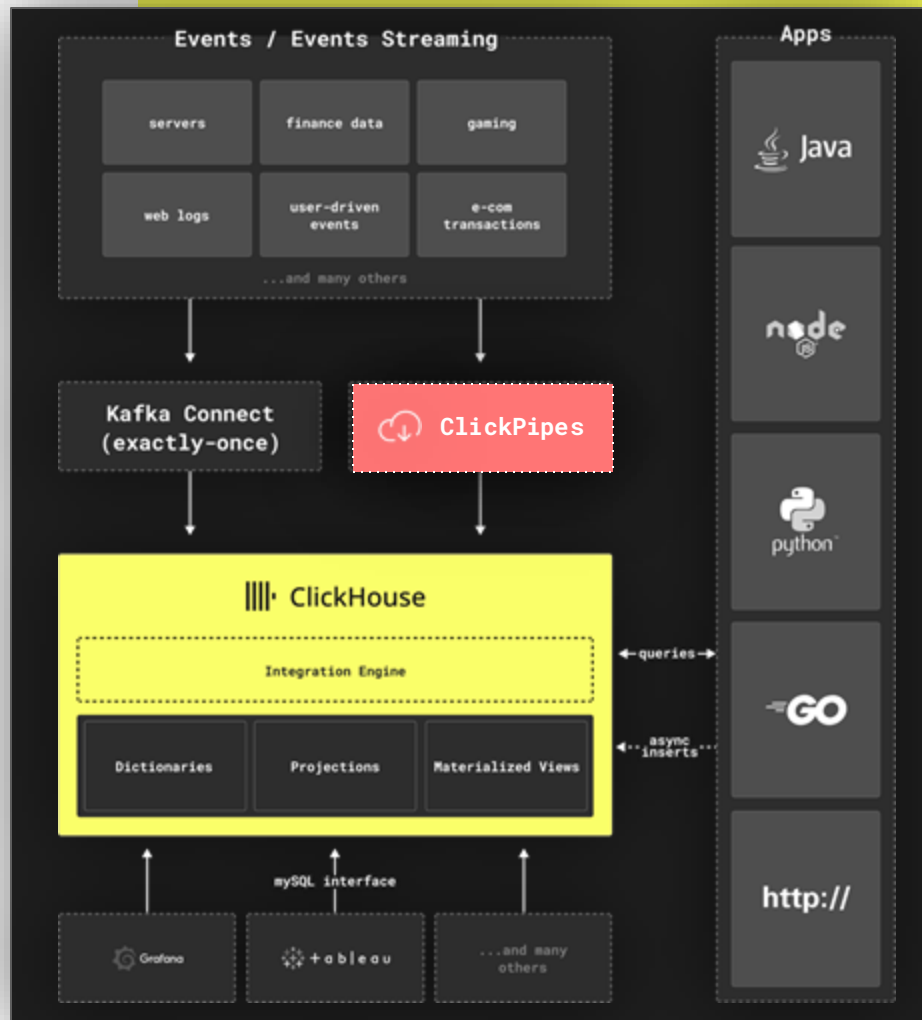 Events / Events Streaming
servers
finance data
gaming
web logs
user-driven
events
e-com
transactions
...and many others
Kafka Connect
(exactly-once)
ClickPipes
ClickHouse
Integration Engine
Dictionaries
Projections
Materialized Views
queries
async
inserts
mySQL interface
Grafana
+ableau
...and many
others
Apps
Java
node
JS
python
GO
http://